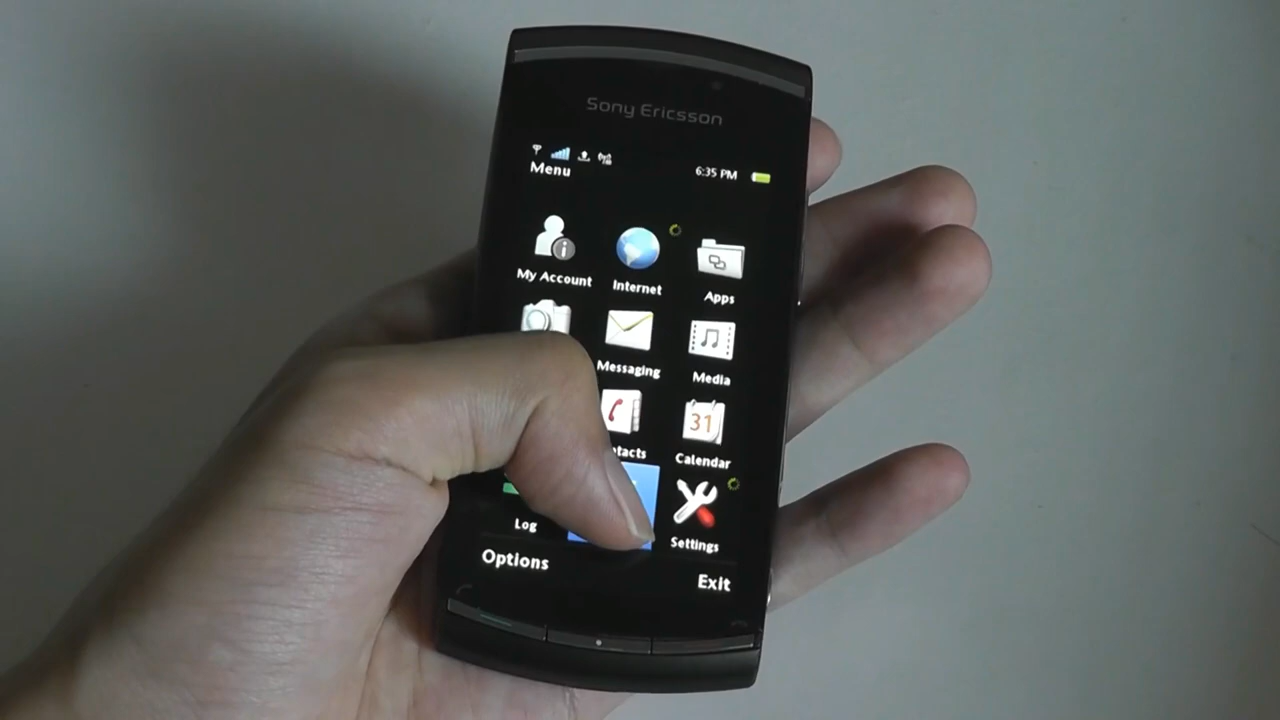 Sony Ericsson
6:35 PM
Menu
My Account
Internet
Apps
Messaging
Media
31
Calendar
Log
Settings
Options
Exit